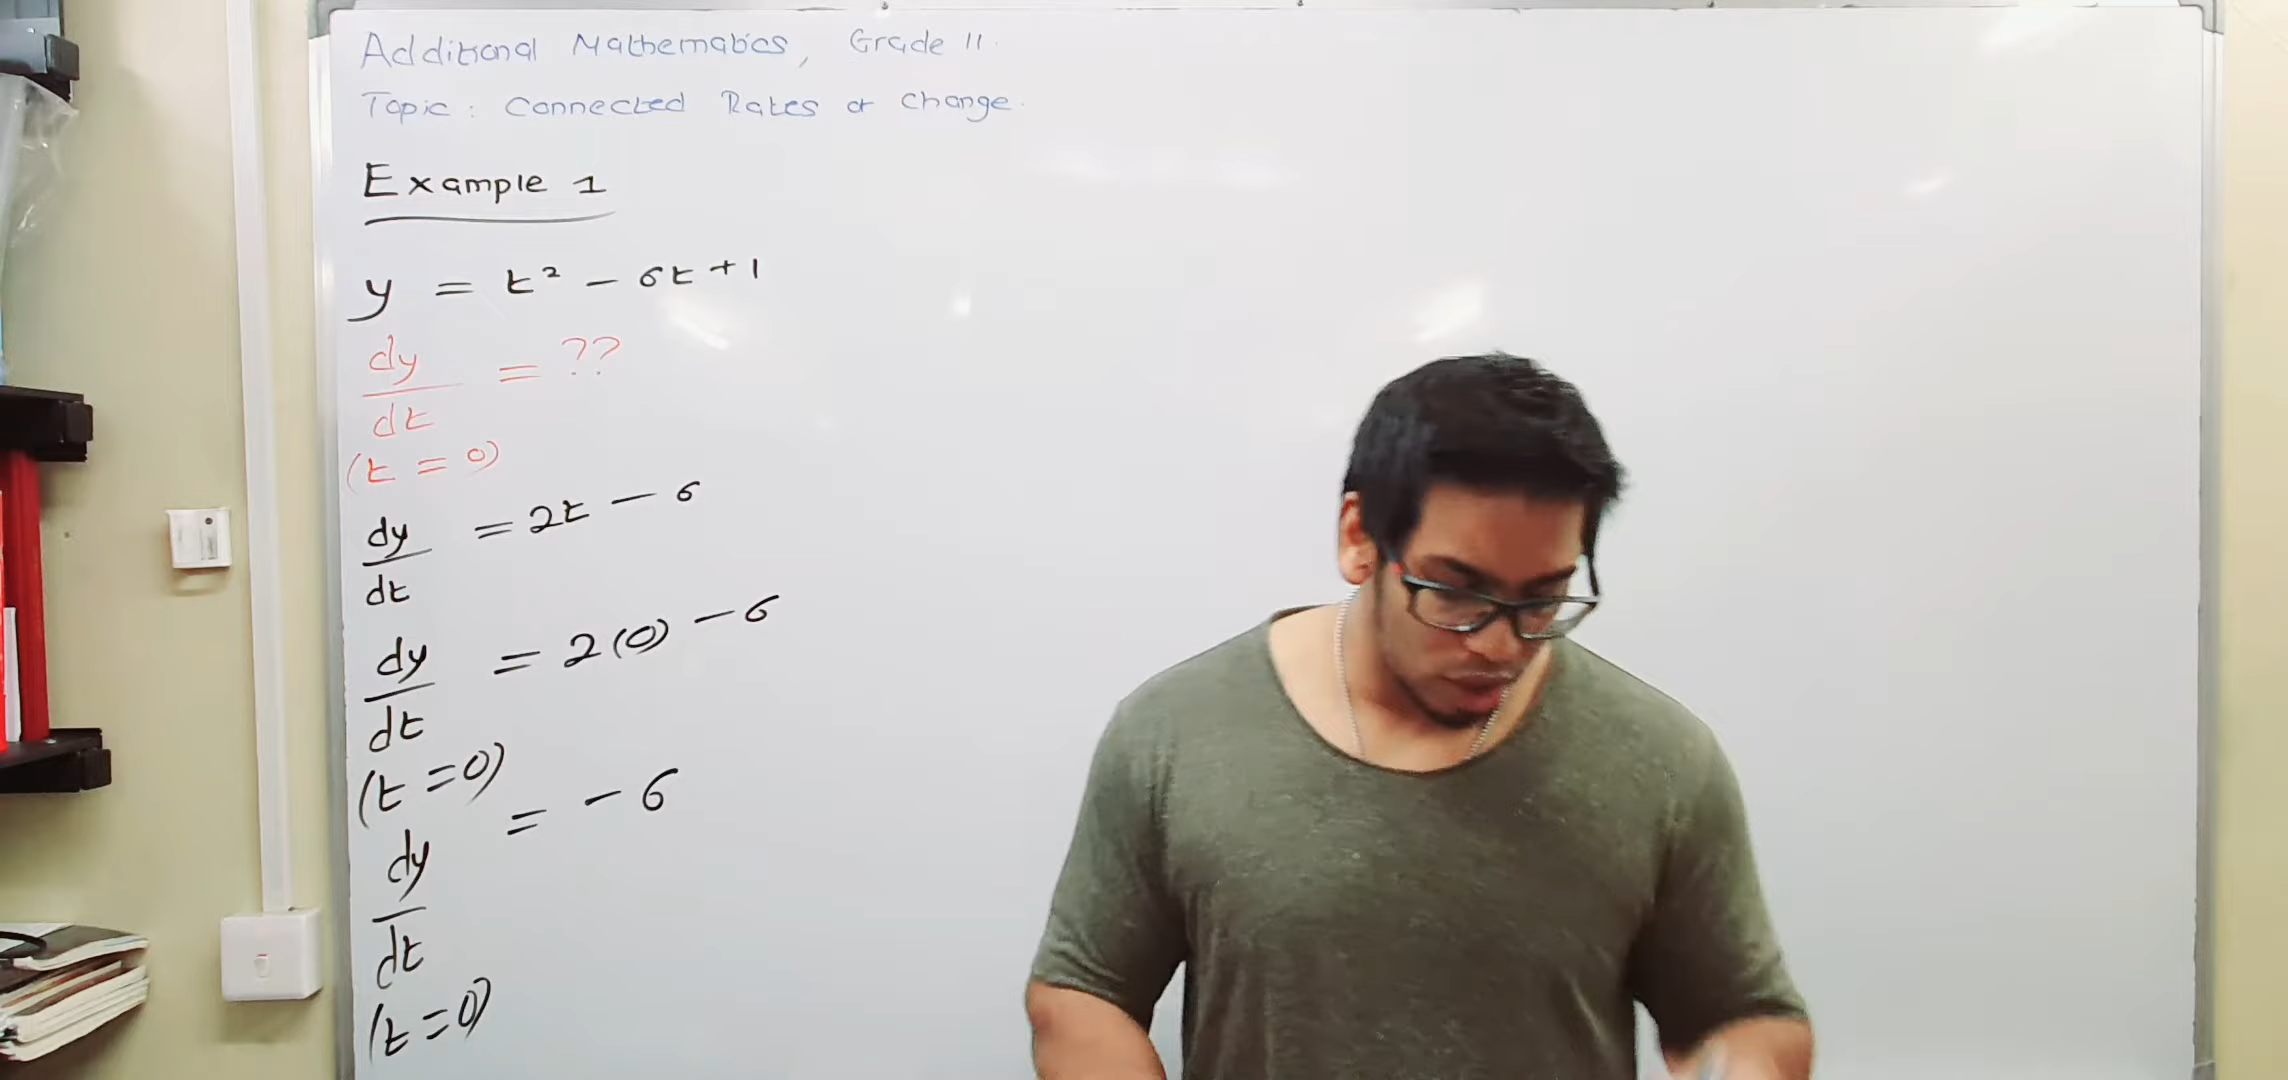 Additional Mathematics, Grade 11.
Topic: Connected Rates of Change.
Example 1
y = t² - 6t + 1
dy/dt = ??
(t = 0)
dy/dt = 2t - 6
dy/dt = 2(0) - 6
(t = 0)
dy/dt = -6
(t = 0)